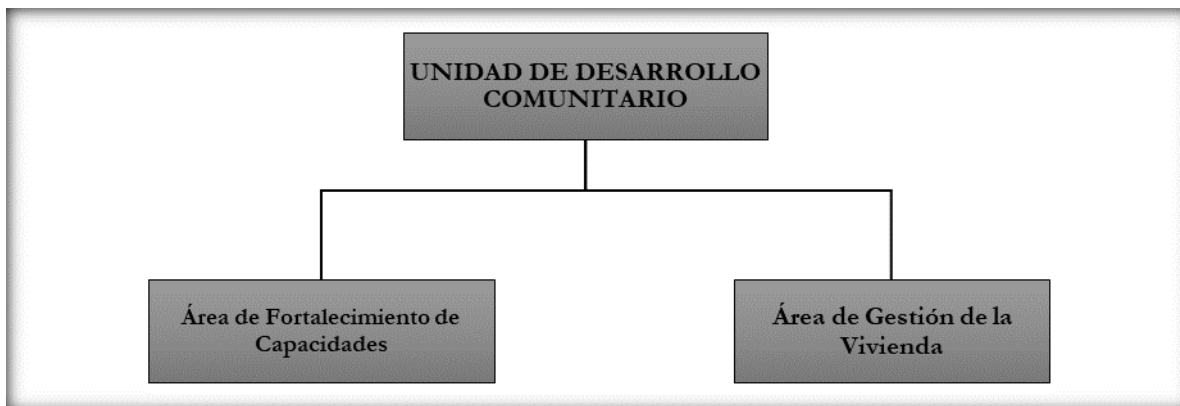 UNIDAD DE DESARROLLO
COMUNITARIO
Área de Fortalecimiento de
Capacidades
Área de Gestión de la
Vivienda